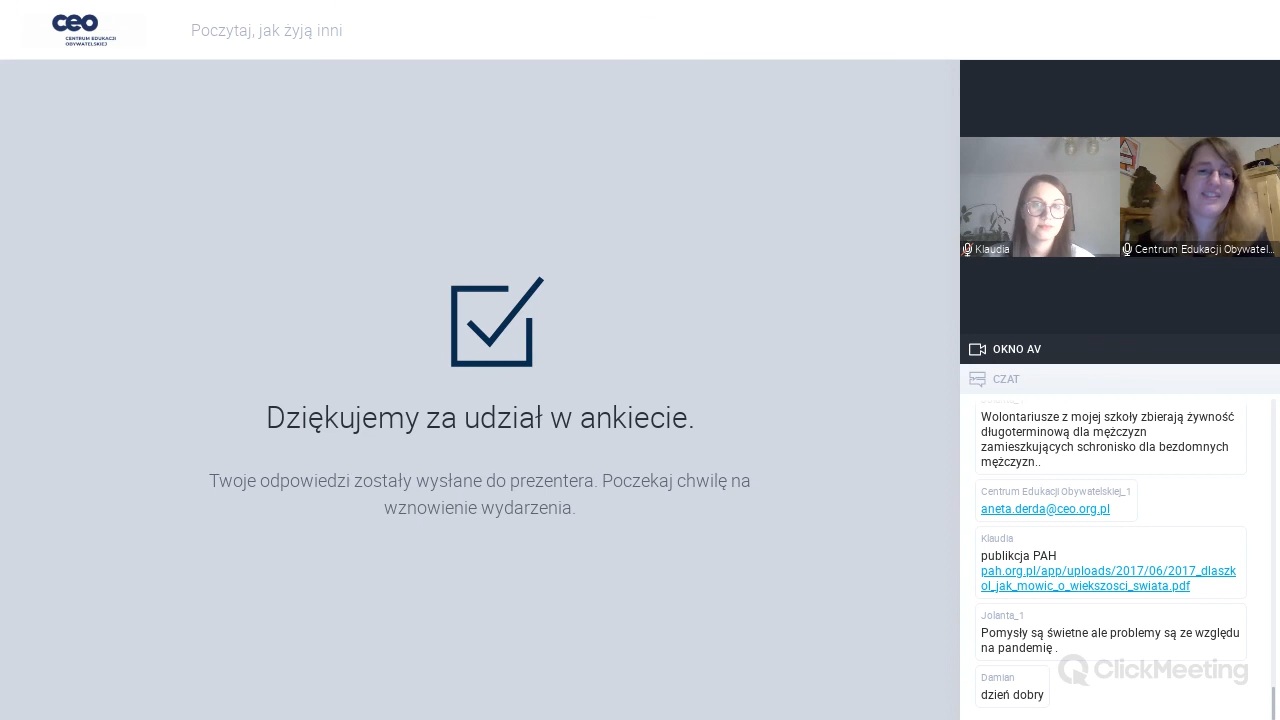 ceo
CENTRUM EDUKACJI
OBYWATELSKIEJ
Poczytaj, jak żyją inni
Dziękujemy za udział w ankiecie.
Twoje odpowiedzi zostały wysłane do prezentera. Poczekaj chwilę na
wznowienie wydarzenia.
Klaudia
Centrum Edukacji Obywatel...
OKNO AV
CZAT
Wolontariusze z mojej szkoły zbierają żywność
długoterminową dla mężczyzn
zamieszkujących schronisko dla bezdomnych
mężczyzn..
Centrum Edukacji Obywatelskiej_1
aneta.derda@ceo.org.pl
Klaudia
publikcja PAH
pah.org.pl/app/uploads/2017/06/2017_dlaszk
ol_jak_mowic_o_wiekszosci_swiata.pdf
Jolanta_1
Pomysły są świetne ale problemy są ze względu
na pandemię .
ClickMeeting
Damian
dzień dobry